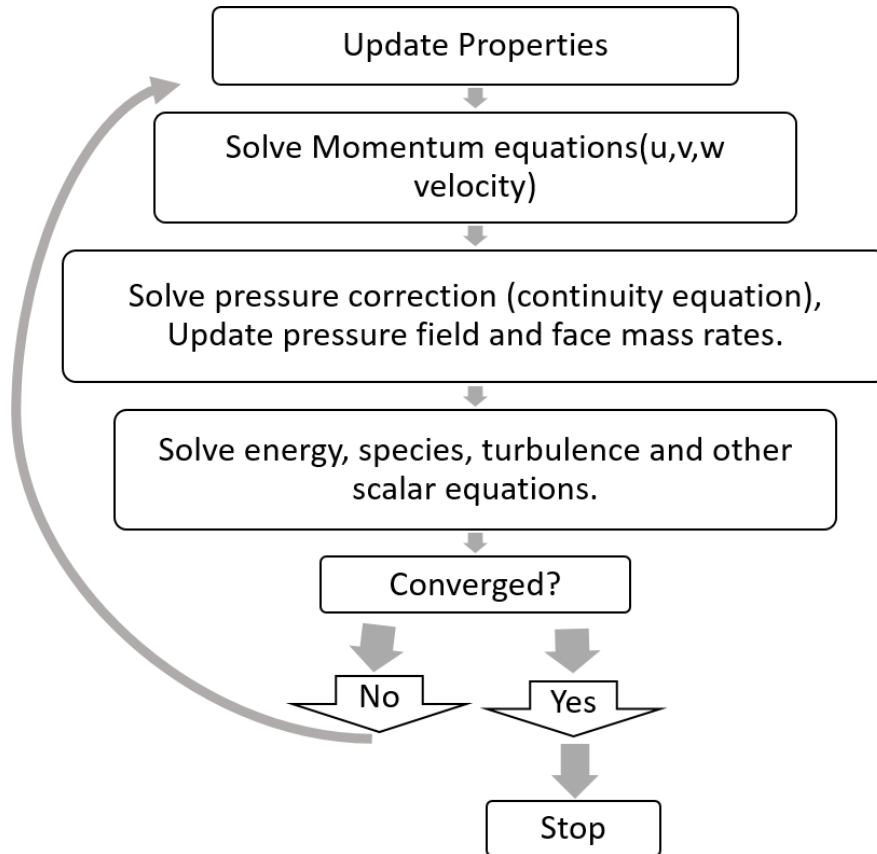 Update Properties
Solve Momentum equations(u,v,w
velocity)
Solve pressure correction (continuity equation),
Update pressure field and face mass rates.
Solve energy, species, turbulence and other
scalar equations.
Converged?
No
Yes
Stop